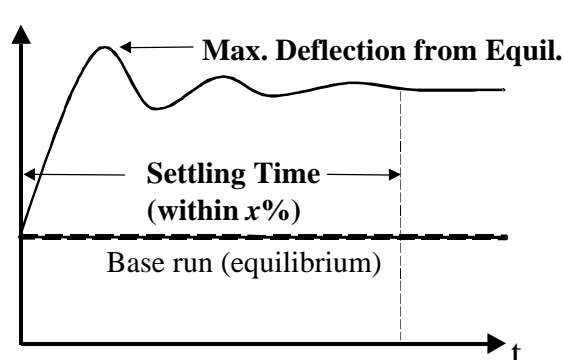 Max. Deflection from Equil.
Settling Time
(within x%)
Base run (equilibrium)
t